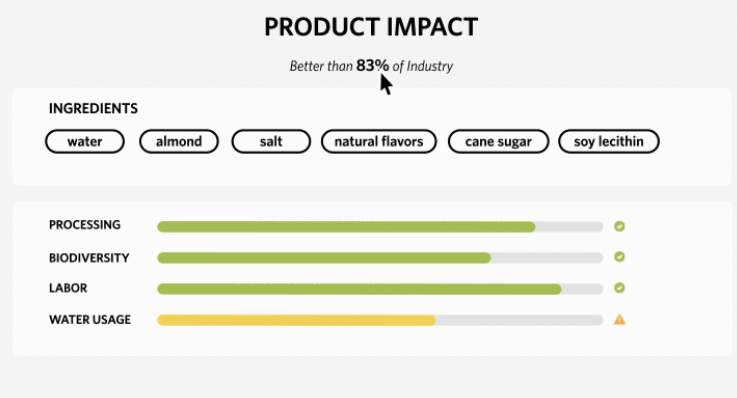 PRODUCT IMPACT
Better than 83% of Industry
INGREDIENTS
water almond salt natural flavors cane sugar soy lecithin
PROCESSING
BIODIVERSITY
LABOR
WATER USAGE